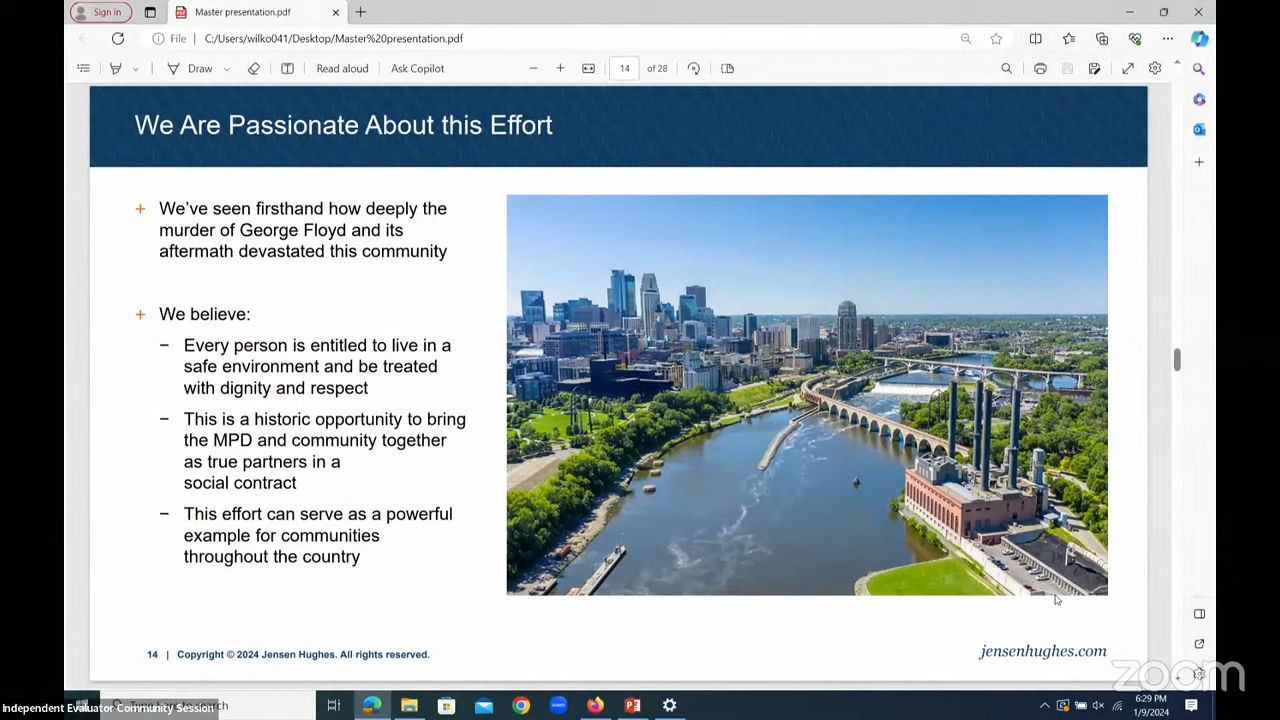 Sign in
Master presentation.pdf
File
C:/Users/wilko041/Desktop/Master%20presentation.pdf
Draw
Read aloud
Ask Copilot
14
of 28
We Are Passionate About this Effort
+ We've seen firsthand how deeply the
murder of George Floyd and its
aftermath devastated this community
+ We believe:
− Every person is entitled to live in a
safe environment and be treated
with dignity and respect
− This is a historic opportunity to bring
the MPD and community together
as true partners in a
social contract
− This effort can serve as a powerful
example for communities
throughout the country
14 | Copyright © 2024 Jensen Hughes. All rights reserved.
jensenhughes.com
zoom
Independent Evaluator Community Session
6:29 PM
1/9/2024